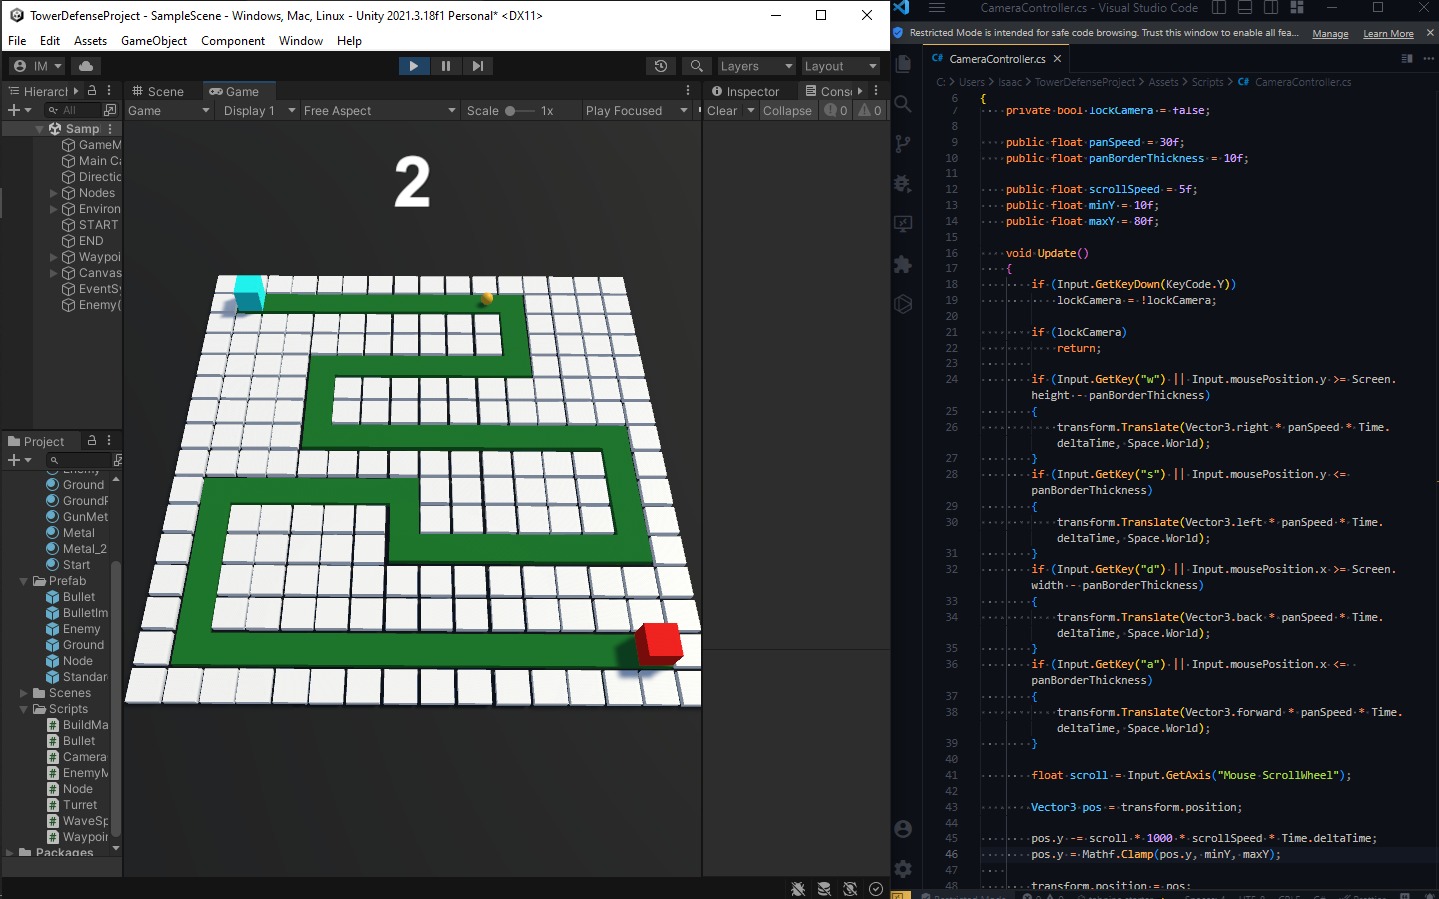 TowerDefenseProject - SampleScene - Windows, Mac, Linux - Unity 2021.3.18f1 Personal* <DX11>
File Edit Assets GameObject Component Window Help
IM
Layers
Layout
Hierarch
Scene
Game
Inspector
Conso
All
Game
Display 1
Free Aspect
Scale
1x
Play Focused
Clear
Collapse
0
0
Samp
GameM
Main Ca
Directic
Nodes
Environ
START
END
Waypoi
Canvas
EventSy
Enemy(
2
Project
Enemy
Ground
GroundF
GunMet
Metal
Metal_2
Start
Prefab
Bullet
BulletIm
Enemy
Ground
Node
Standar
Scenes
Scripts
BuildMa
Bullet
Camera
EnemyM
Node
Turret
WaveSp
Waypoir
Packages
CameraController.cs - Visual Studio Code
Restricted Mode is intended for safe code browsing. Trust this window to enable all fea... Manage Learn More
C# CameraController.cs
C: > Users > Isaac > TowerDefenseProject > Assets > Scripts > C# CameraController.cs
6 {
7 private bool lockCamera = false;
8
9 public float panSpeed = 30f;
10 public float panBorderThickness = 10f;
11
12 public float scrollSpeed = 5f;
13 public float minY = 10f;
14 public float maxY = 80f;
15
16 void Update()
17 {
18 if (Input.GetKeyDown(KeyCode.Y))
19 lockCamera = !lockCamera;
20
21 if (lockCamera)
22 return;
23
24 if (Input.GetKey("w") || Input.mousePosition.y >= Screen.
height - panBorderThickness)
25 {
26 transform.Translate(Vector3.right * panSpeed * Time.
deltaTime, Space.World);
27 }
28 if (Input.GetKey("s") || Input.mousePosition.y <=
panBorderThickness)
29 {
30 transform.Translate(Vector3.left * panSpeed * Time.
deltaTime, Space.World);
31 }
32 if (Input.GetKey("d") || Input.mousePosition.x >= Screen.
width - panBorderThickness)
33 {
34 transform.Translate(Vector3.back * panSpeed * Time.
deltaTime, Space.World);
35 }
36 if (Input.GetKey("a") || Input.mousePosition.x <=
panBorderThickness)
37 {
38 transform.Translate(Vector3.forward * panSpeed * Time.
deltaTime, Space.World);
39 }
40
41 float scroll = Input.GetAxis("Mouse ScrollWheel");
42
43 Vector3 pos = transform.position;
44
45 pos.y -= scroll * 1000 * scrollSpeed * Time.deltaTime;
46 pos.y = Mathf.Clamp(pos.y, minY, maxY);
47
48 transform.position = pos;
Restricted Mode